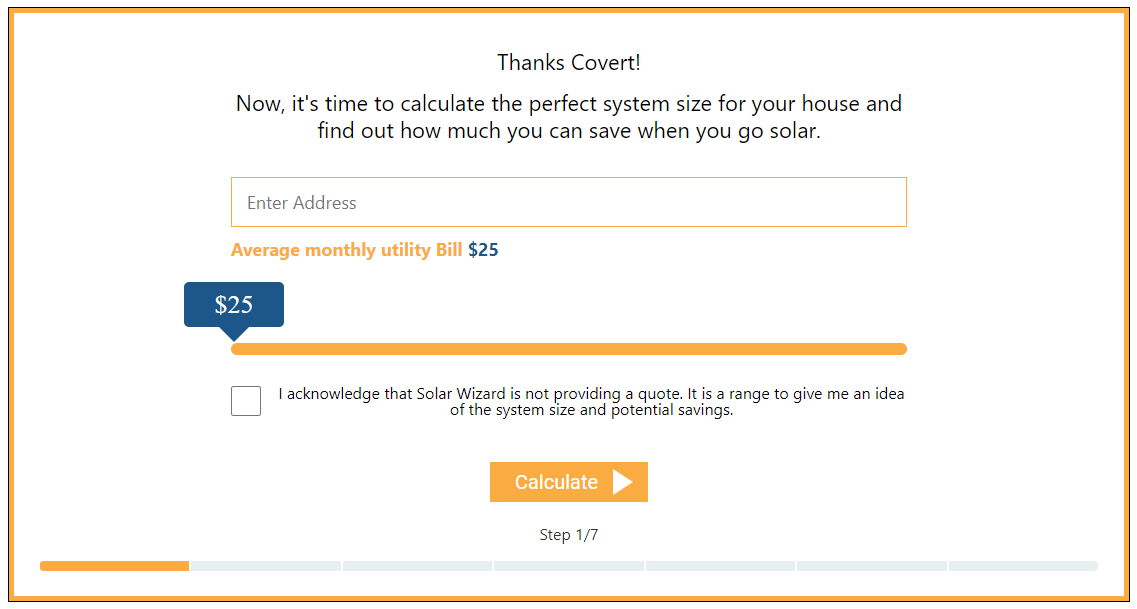 Thanks Covert!
Now, it's time to calculate the perfect system size for your house and
find out how much you can save when you go solar.
Enter Address
Average monthly utility Bill $25
$25
I acknowledge that Solar Wizard is not providing a quote. It is a range to give me an idea
of the system size and potential savings.
Calculate
Step 1/7